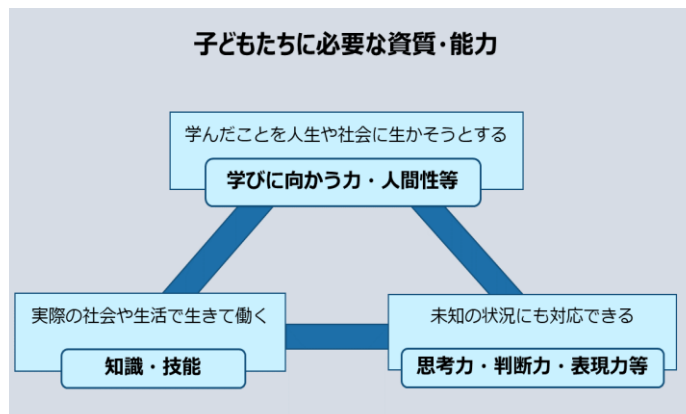 子どもたちに必要な資質・能力
学んだことを人生や社会に生かそうとする
学びに向かう力・人間性等
実際の社会や生活で生きて働く
知識・技能
未知の状況にも対応できる
思考力・判断力・表現力等